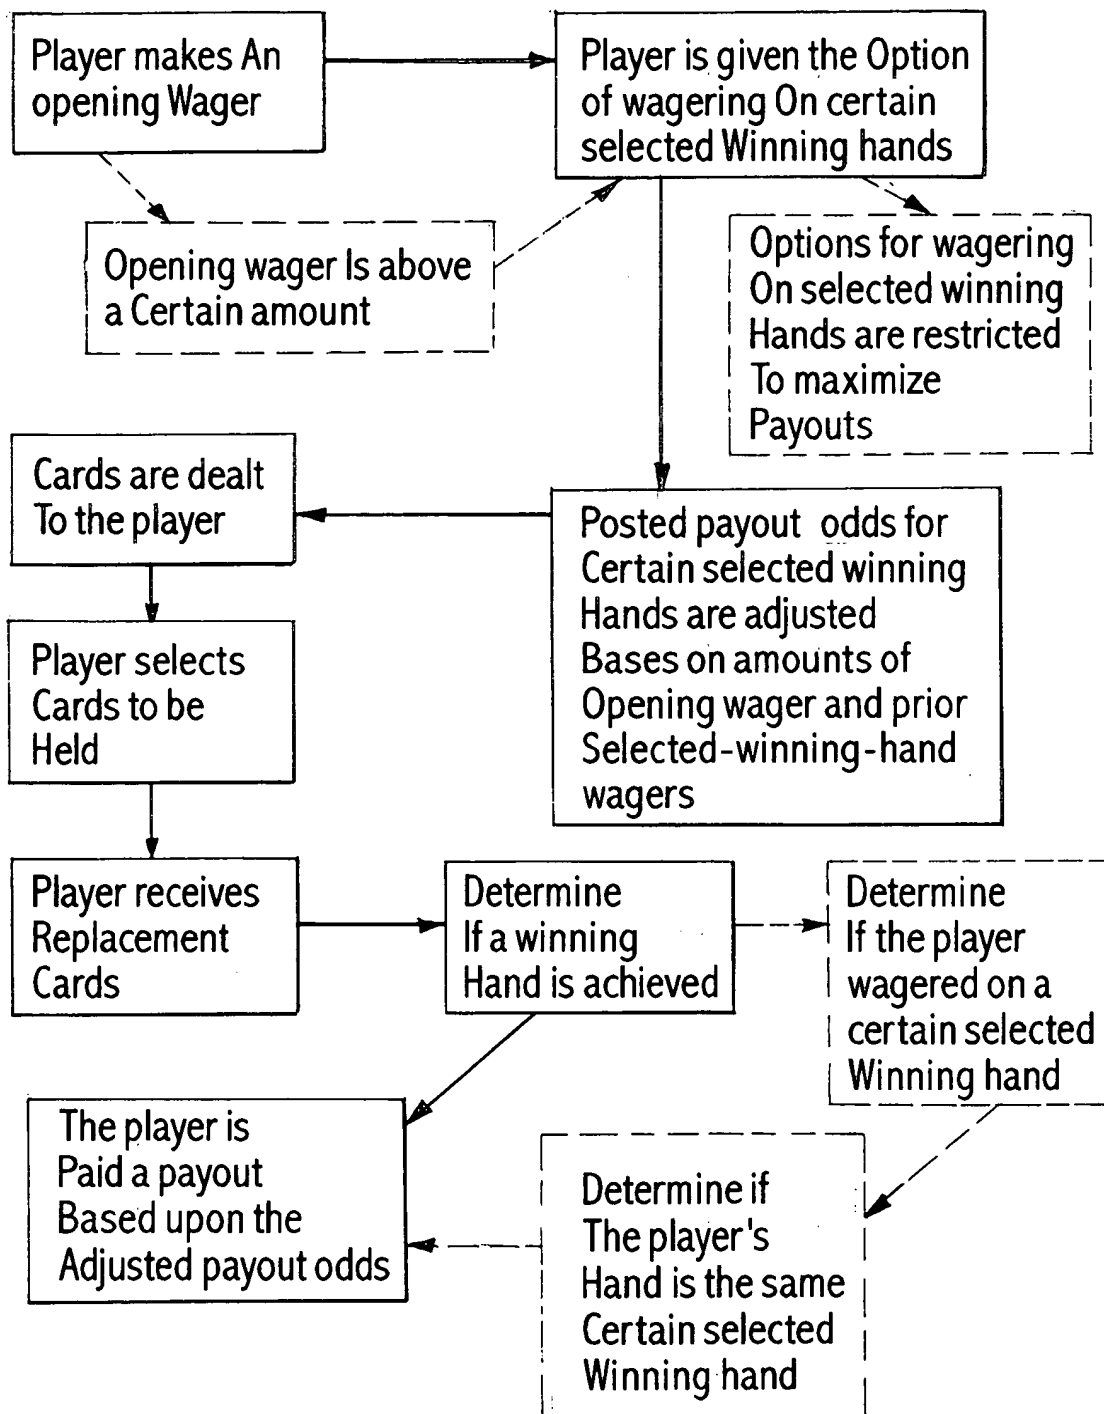 Player makes An
opening Wager
Player is given the Option
of wagering On certain
selected Winning hands
Opening wager Is above
a Certain amount
Options for wagering
On selected winning
Hands are restricted
To maximize
Payouts
Cards are dealt
To the player
Posted payout odds for
Certain selected winning
Hands are adjusted
Bases on amounts of
Opening wager and prior
Selected-winning-hand
wagers
Player selects
Cards to be
Held
Player receives
Replacement
Cards
Determine
If a winning
Hand is achieved
Determine
If the player
wagered on a
certain selected
Winning hand
The player is
Paid a payout
Based upon the
Adjusted payout odds
Determine if
The player's
Hand is the same
Certain selected
Winning hand